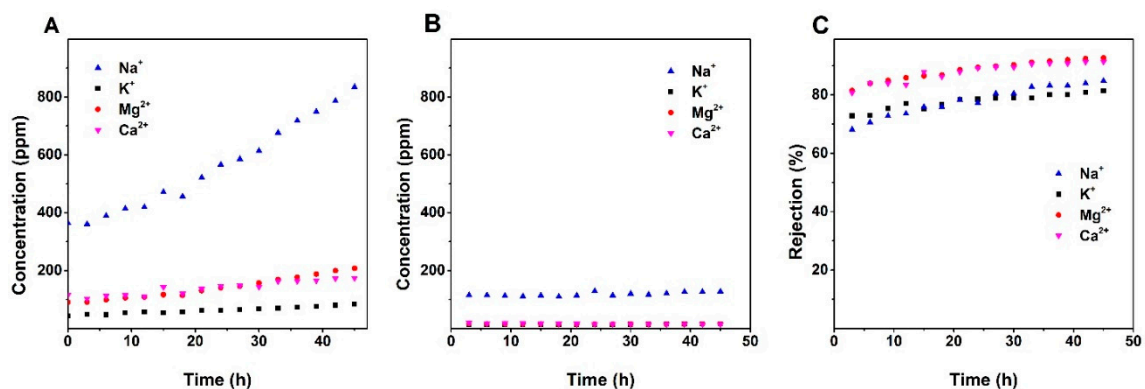 A
Na⁺
K⁺
Mg²⁺
Ca²⁺
Concentration (ppm)
800
600
400
200
0
10
20
30
40
Time (h)
B
Na⁺
K⁺
Mg²⁺
Ca²⁺
Concentration (ppm)
800
600
400
200
0
10
20
30
40
50
Time (h)
C
Rejection (%)
80
60
40
20
Na⁺
K⁺
Mg²⁺
Ca²⁺
0
10
20
30
40
50
Time (h)